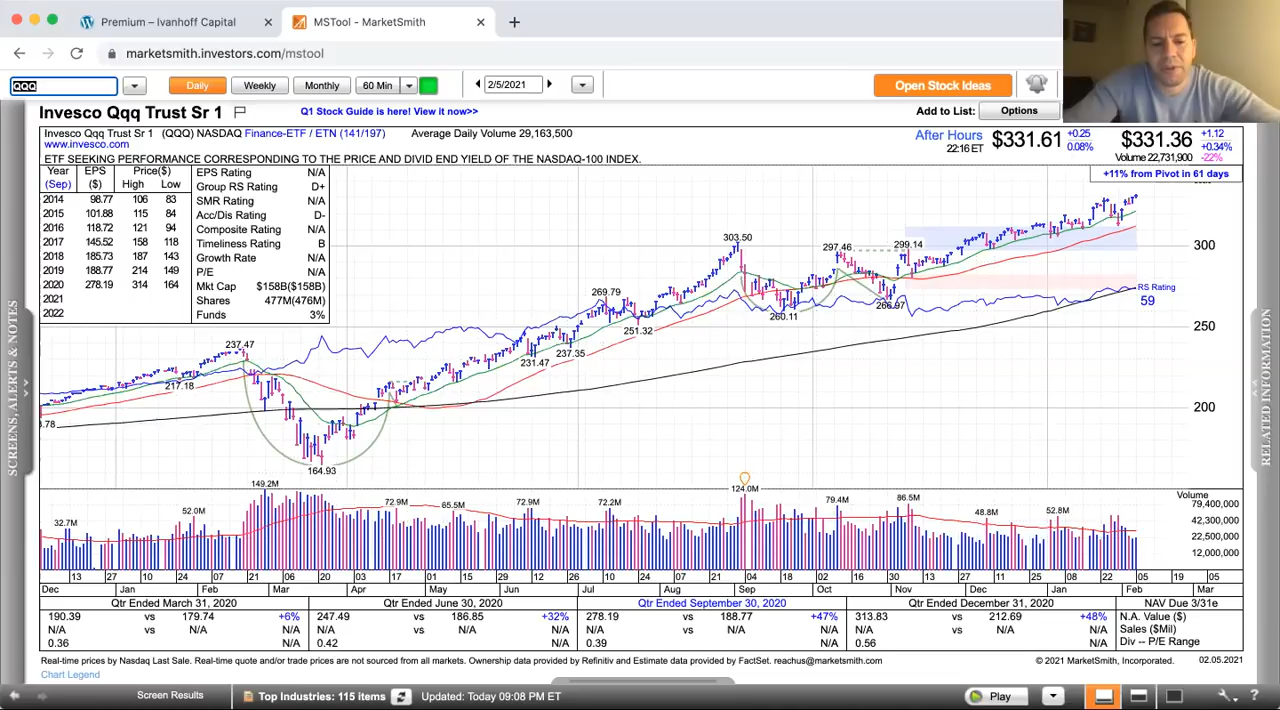 Premium – Ivanhoff Capital
MSTool - MarketSmith
marketsmith.investors.com/mstool
QQQ
Daily
Weekly
Monthly
60 Min
2/5/2021
Open Stock Ideas
Invesco Qqq Trust Sr 1
Q1 Stock Guide is here! View it now>>
Add to List:
Options
Invesco Qqq Trust Sr 1 (QQQ) NASDAQ Finance-ETF / ETN (141/197) Average Daily Volume 29,163,500
www.invesco.com
ETF SEEKING PERFORMANCE CORRESPONDING TO THE PRICE AND DIVID END YIELD OF THE NASDAQ-100 INDEX.
After Hours
22:16 ET
$331.61
+0.25
0.08%
$331.36
+1.12
+0.34%
Volume 22,731,900
-22%
+11% from Pivot in 61 days
Year EPS Price($)
(Sep) ($) High Low
2014 98.77 106 83
2015 101.88 115 84
2016 118.72 121 94
2017 145.52 158 118
2018 185.73 187 143
2019 188.77 214 149
2020 278.19 314 164
2021
2022
EPS Rating N/A
Group RS Rating D+
SMR Rating N/A
Acc/Dis Rating D-
Composite Rating N/A
Timeliness Rating B
Growth Rate N/A
P/E N/A
Mkt Cap $158B($158B)
Shares 477M(476M)
Funds 3%
303.50
297.46
299.14
300
269.79
260.11
266.97
RS Rating
59
251.32
250
237.47
231.47
237.35
217.18
200
.78
164.93
SCREENS, ALERTS & NOTES
RELATED INFORMATION
149.2M
124.0M
32.7M
52.0M
72.9M
65.5M
72.9M
72.2M
79.4M
86.5M
48.8M
52.8M
Volume
79,400,000
42,300,000
22,500,000
12,000,000
13 27 10 24 07 21 06 20 03 17 01 15 29 12 26 10 24 07 21 04 18 02 16 30 13 27 11 24 08 22 05 19 05
Dec Jan Feb Mar Apr May Jun Jul Aug Sep Oct Nov Dec Jan Feb Mar
Qtr Ended March 31, 2020
190.39 vs 179.74 +6%
N/A vs N/A N/A
0.36 N/A
Qtr Ended June 30, 2020
247.49 vs 186.85 +32%
N/A vs N/A N/A
0.42 N/A
Qtr Ended September 30, 2020
278.19 vs 188.77 +47%
N/A vs N/A N/A
0.39 N/A
Qtr Ended December 31, 2020
313.83 vs 212.69 +48%
N/A vs N/A N/A
0.56 N/A
NAV Due 3/31e
N.A. Value ($)
Sales ($Mil)
Div -- P/E Range
Real-time prices by Nasdaq Last Sale. Real-time quote and/or trade prices are not sourced from all markets. Ownership data provided by Refinitiv and Estimate data provided by FactSet. reachus@marketsmith.com
© 2021 MarketSmith, Incorporated.
02.05.2021
Chart Legend
Screen Results
Top Industries: 115 items
Updated: Today 09:08 PM ET
Play